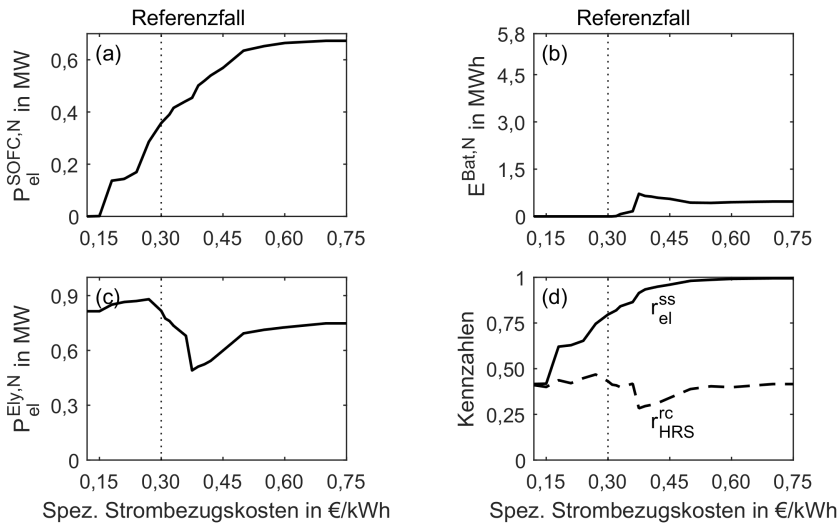 Referenzfall
(a)
P_el^SOFC,N in MW
0,6
0,4
0,2
0
0,15 0,30 0,45 0,60 0,75
Referenzfall
(b)
E^Bat,N in MWh
5,8
4,5
3,0
1,5
0
0,15 0,30 0,45 0,60 0,75
(c)
P_el^Ely,N in MW
0,9
0,6
0,3
0
0,15 0,30 0,45 0,60 0,75
Spez. Strombezugskosten in €/kWh
(d)
Kennzahlen
1
0,75
0,50
0,25
0
r_el^ss
r_HRS^rc
0,15 0,30 0,45 0,60 0,75
Spez. Strombezugskosten in €/kWh